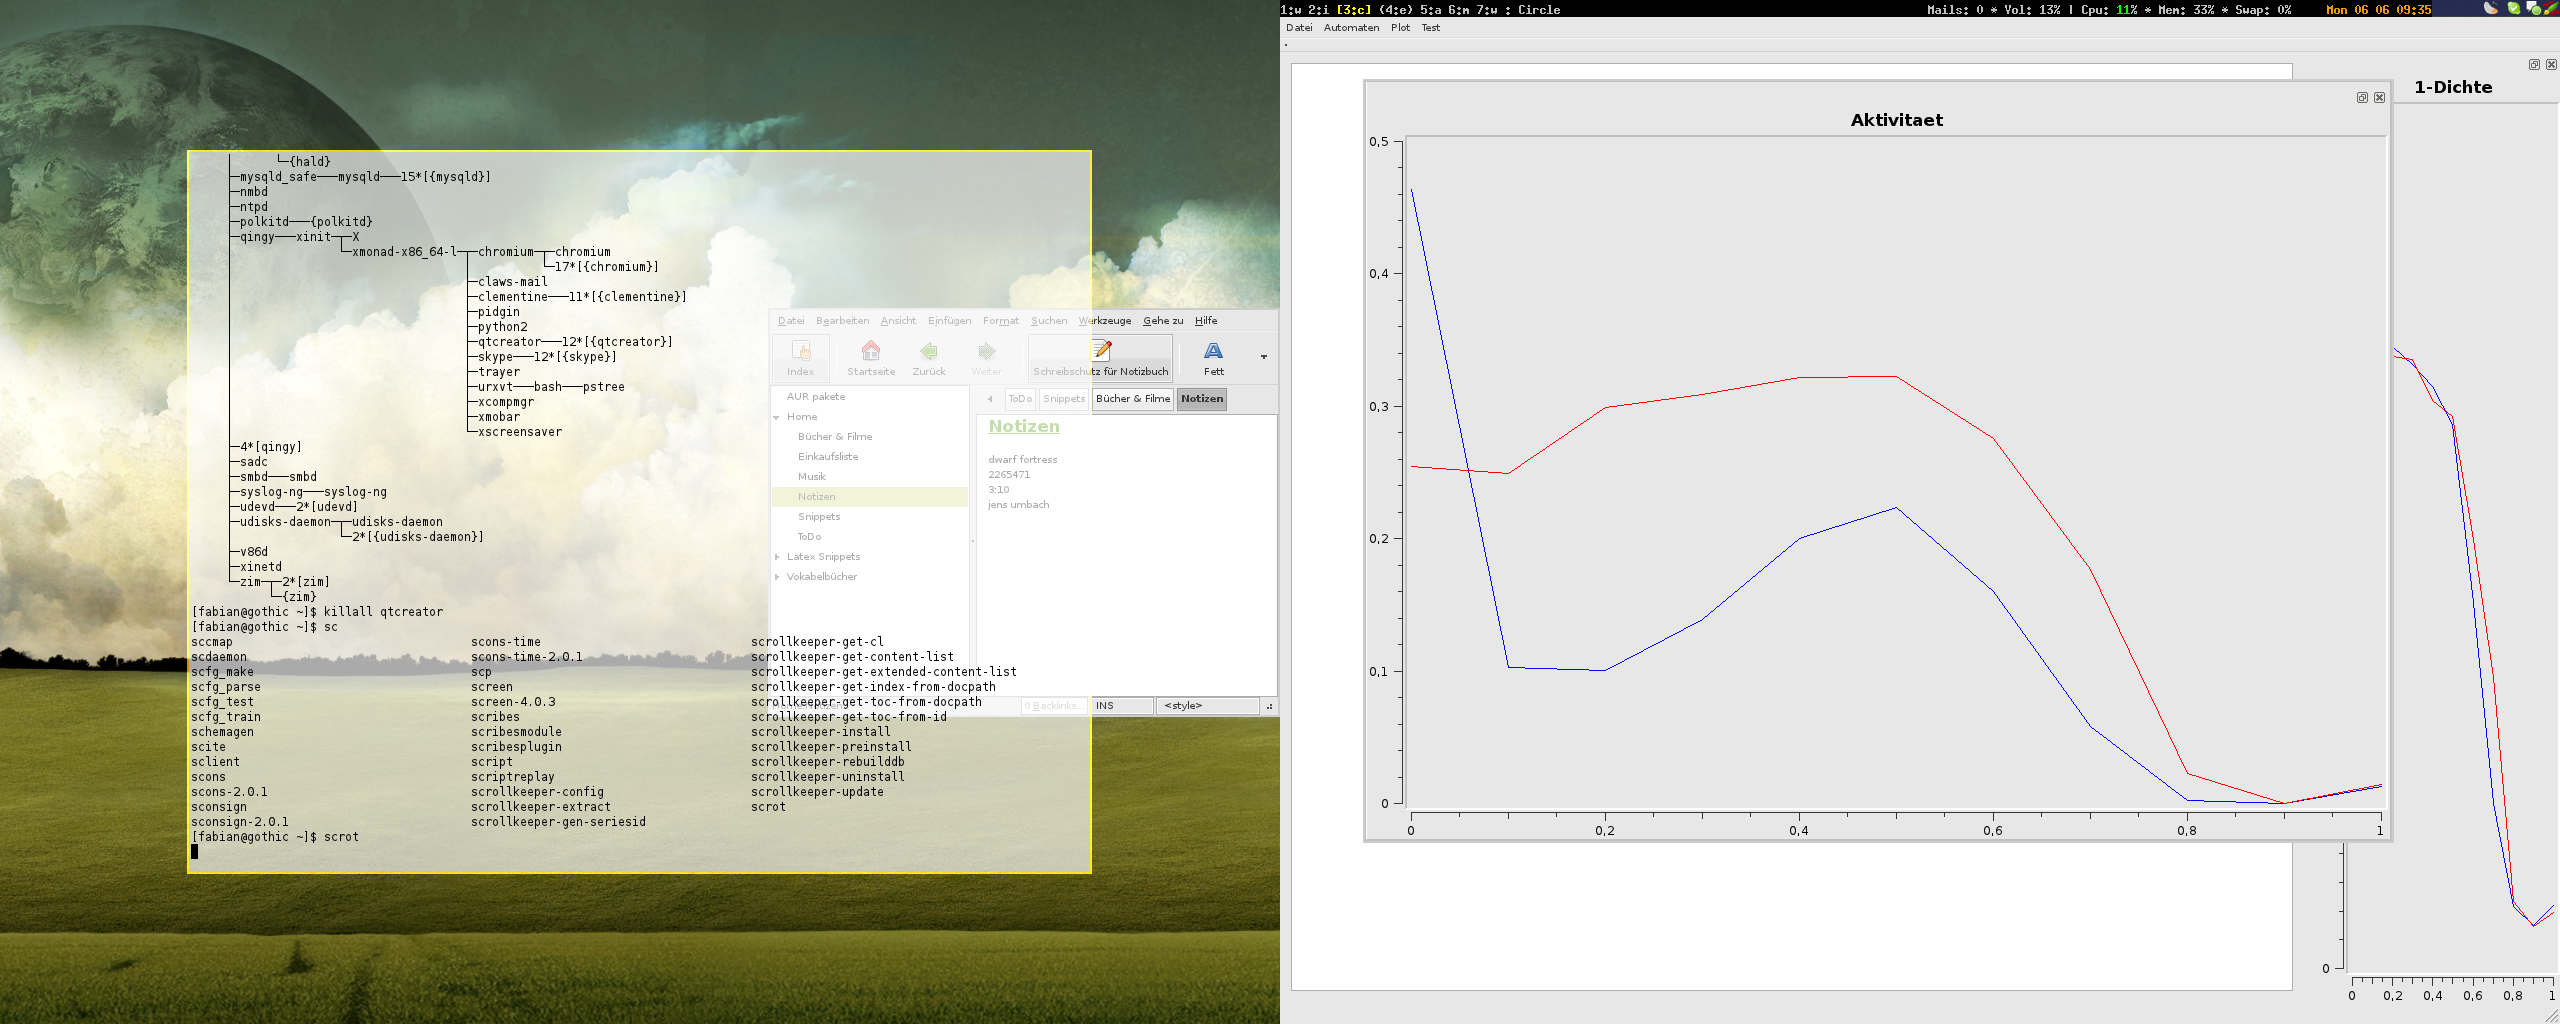 └─{hald}
├─mysqld_safe───mysqld───15*[{mysqld}]
├─nmbd
├─ntpd
├─polkitd───{polkitd}
├─qingy───xinit─┬─X
└─xmonad-x86_64-l─┬─chromium─┬─chromium
└─17*[{chromium}]
├─claws-mail
├─clementine───11*[{clementine}]
├─pidgin
├─python2
├─qtcreator───12*[{qtcreator}]
├─skype───12*[{skype}]
├─trayer
├─urxvt───bash───pstree
├─xcompmgr
├─xmobar
└─xscreensaver
├─4*[qingy]
├─sadc
├─smbd───smbd
├─syslog-ng───syslog-ng
├─udevd───2*[udevd]
├─udisks-daemon─┬─udisks-daemon
└─2*[{udisks-daemon}]
├─v86d
├─xinetd
└─zim─┬─2*[zim]
└─{zim}
[fabian@gothic ~]$ killall qtcreator
[fabian@gothic ~]$ sc
sccmap scons-time scrollkeeper-get-cl
scdaemon scons-time-2.0.1 scrollkeeper-get-content-list
scfg_make scp scrollkeeper-get-extended-content-list
scfg_parse screen scrollkeeper-get-index-from-docpath
scfg_test screen-4.0.3 scrollkeeper-get-toc-from-docpath
scfg_train scribes scrollkeeper-get-toc-from-id
schemagen scribesmodule scrollkeeper-install
scite scribesplugin scrollkeeper-preinstall
sclient script scrollkeeper-rebuilddb
scons scriptreplay scrollkeeper-uninstall
scons-2.0.1 scrollkeeper-config scrollkeeper-update
sconsign scrollkeeper-extract scrot
sconsign-2.0.1 scrollkeeper-gen-seriesid
[fabian@gothic ~]$ scrot
Datei Bearbeiten Ansicht Einfügen Format Suchen Werkzeuge Gehe zu Hilfe
Index Startseite Zurück Weiter Schreibschutz für Notizbuch Fett
AUR pakete
Home
Bücher & Filme
Einkaufsliste
Musik
Notizen
Snippets
ToDo
Latex Snippets
Vokabelbücher
ToDo Snippets Bücher & Filme Notizen
Notizen
dwarf fortress
2265471
3:10
jens umbach
0 Backlinks... INS <style>
1:w 2:i [3:c] (4:e) 5:a 6:m 7:w : Circle
Mails: 0 * Vol: 13% | Cpu: 11% * Mem: 33% * Swap: 0% Mon 06 06 09:35
Datei Automaten Plot Test
Aktivitaet
0,5
0,4
0,3
0,2
0,1
0
0 0,2 0,4 0,6 0,8 1
1-Dichte
0
0 0,2 0,4 0,6 0,8 1